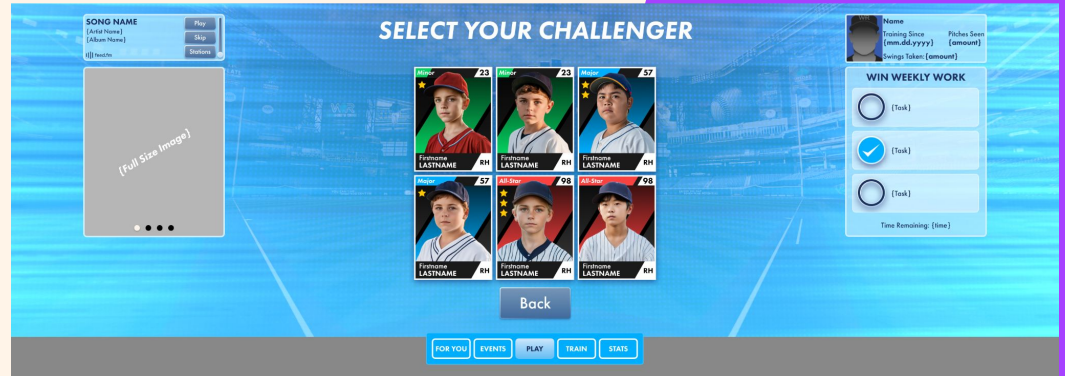 SONG NAME
{Artist Name}
{Album Name}
feed.fm
Play
Skip
Stations
{Full Size Image}
SELECT YOUR CHALLENGER
Minor 23
Firstname
LASTNAME RH
Minor 23
Firstname
LASTNAME RH
Major 57
Firstname
LASTNAME RH
Major 57
Firstname
LASTNAME RH
All-Star 98
Firstname
LASTNAME RH
All-Star 98
Firstname
LASTNAME RH
Back
FOR YOU EVENTS PLAY TRAIN STATS
Name
Training Since Pitches Seen
{mm.dd.yyyy} {amount}
Swings Taken: {amount}
WIN WEEKLY WORK
{Task}
{Task}
{Task}
Time Remaining: {time}